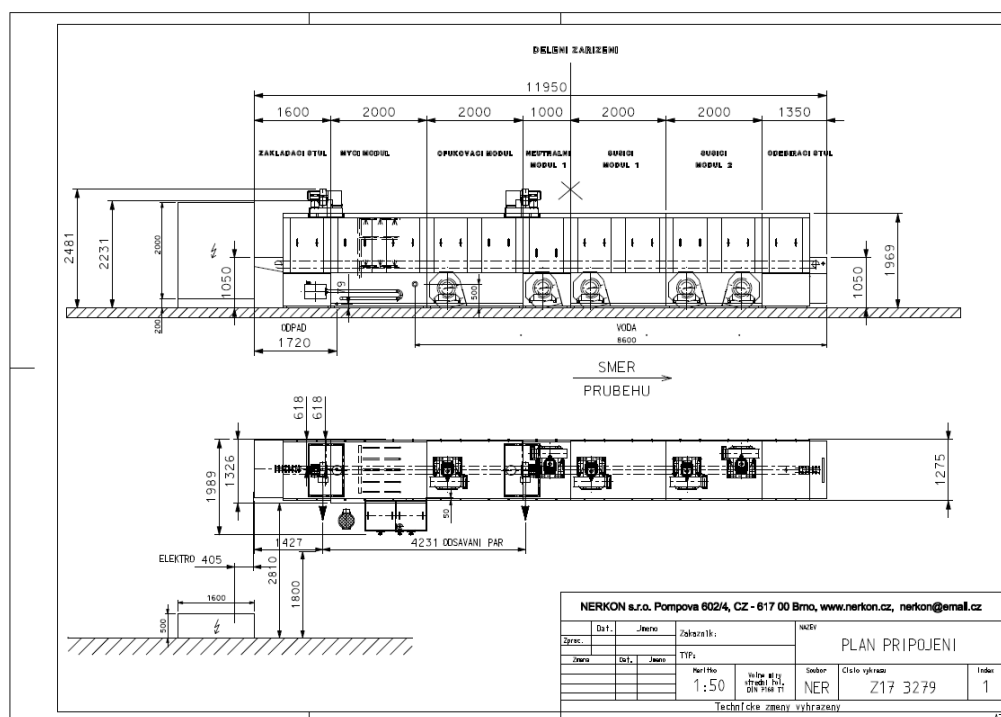 DELENI ZARIZENI
11950
1600 2000 2000 1000 2000 2000 1350
ZAKLADACI STUL MYCI MODUL OPUKOVACI MODUL NEUTRALNI MODUL 1 SUSICI MODUL 1 SUSICI MODUL 2 ODEBIRACI STUL
2481
2231
2000
1050
200
79
500
1050
1969
ODPAD
1720
VODA
8600
SMER
PRUBEHU
618 618
1989
1326
1275
50
1427
4231 ODSAVANI PAR
ELEKTRO 405
2810
1800
1600
500
NERKON s.r.o. Pompova 602/4, CZ - 617 00 Brno, www.nerkon.cz, nerkon@email.cz
Dat. Jmeno
Zprac.
Zmena Dat. Jmeno
Zakaznik:
TYP:
NAZEV
PLAN PRIPOJENI
Meritko
1:50
Volne miry
stredni tol.
DIN 7168 T1
Soubor
NER
Cislo vykresu
Z17 3279
Index
1
Technicke zmeny vyhrazeny